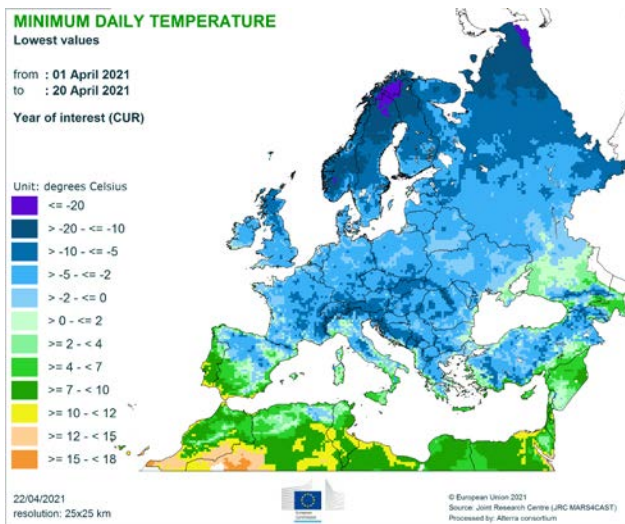 MINIMUM DAILY TEMPERATURE
Lowest values
from : 01 April 2021
to : 20 April 2021
Year of interest (CUR)
Unit: degrees Celsius
<= -20
> -20 - <= -10
> -10 - <= -5
> -5 - <= -2
> -2 - <= 0
> 0 - <= 2
>= 2 - < 4
>= 4 - < 7
>= 7 - < 10
>= 10 - < 12
>= 12 - < 15
>= 15 - < 18
22/04/2021
resolution: 25x25 km
European
Commission
© European Union 2021
Source: Joint Research Centre (JRC MARS4CAST)
Processed by: Alterra consortium